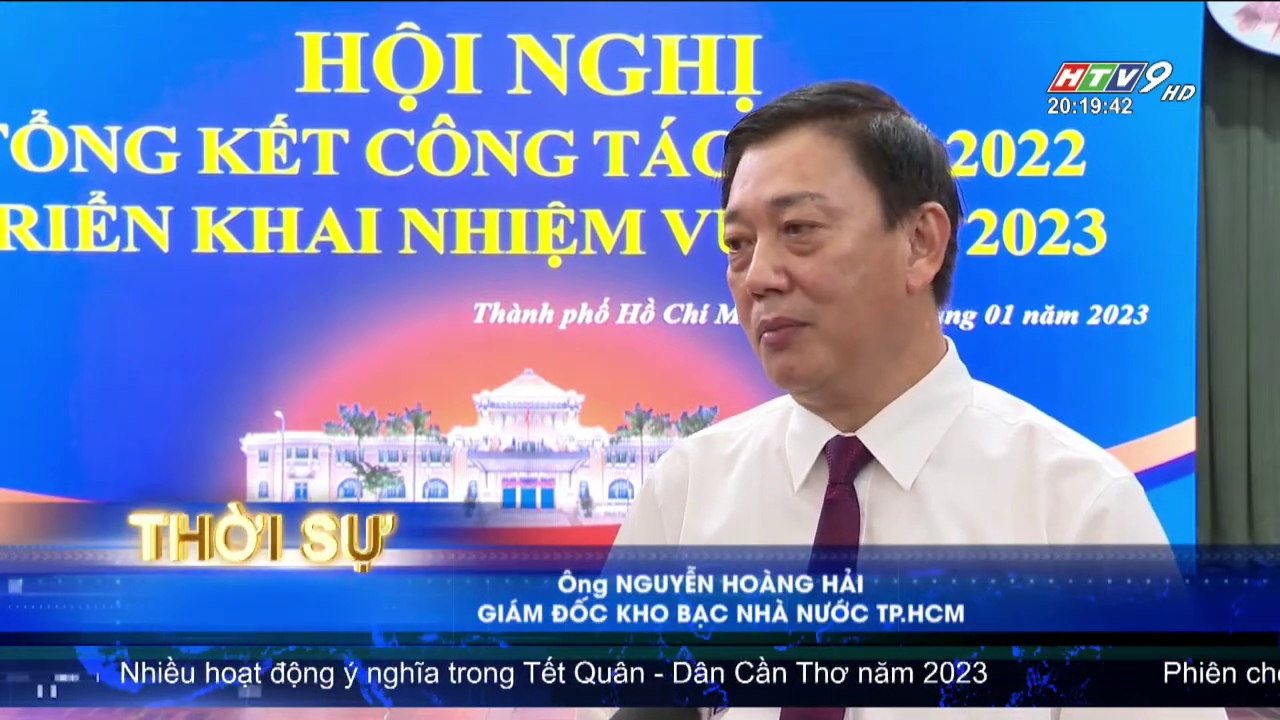 HỘI NGHỊ
TỔNG KẾT CÔNG TÁC 2022
RIỂN KHAI NHIỆM VỤ 2023
Thành phố Hồ Chí M ng 01 năm 2023
HTV9 HD
20:19:42
THỜI SỰ
Ông NGUYỄN HOÀNG HẢI
GIÁM ĐỐC KHO BẠC NHÀ NƯỚC TP.HCM
Nhiều hoạt động ý nghĩa trong Tết Quân - Dân Cần Thơ năm 2023 Phiên ch